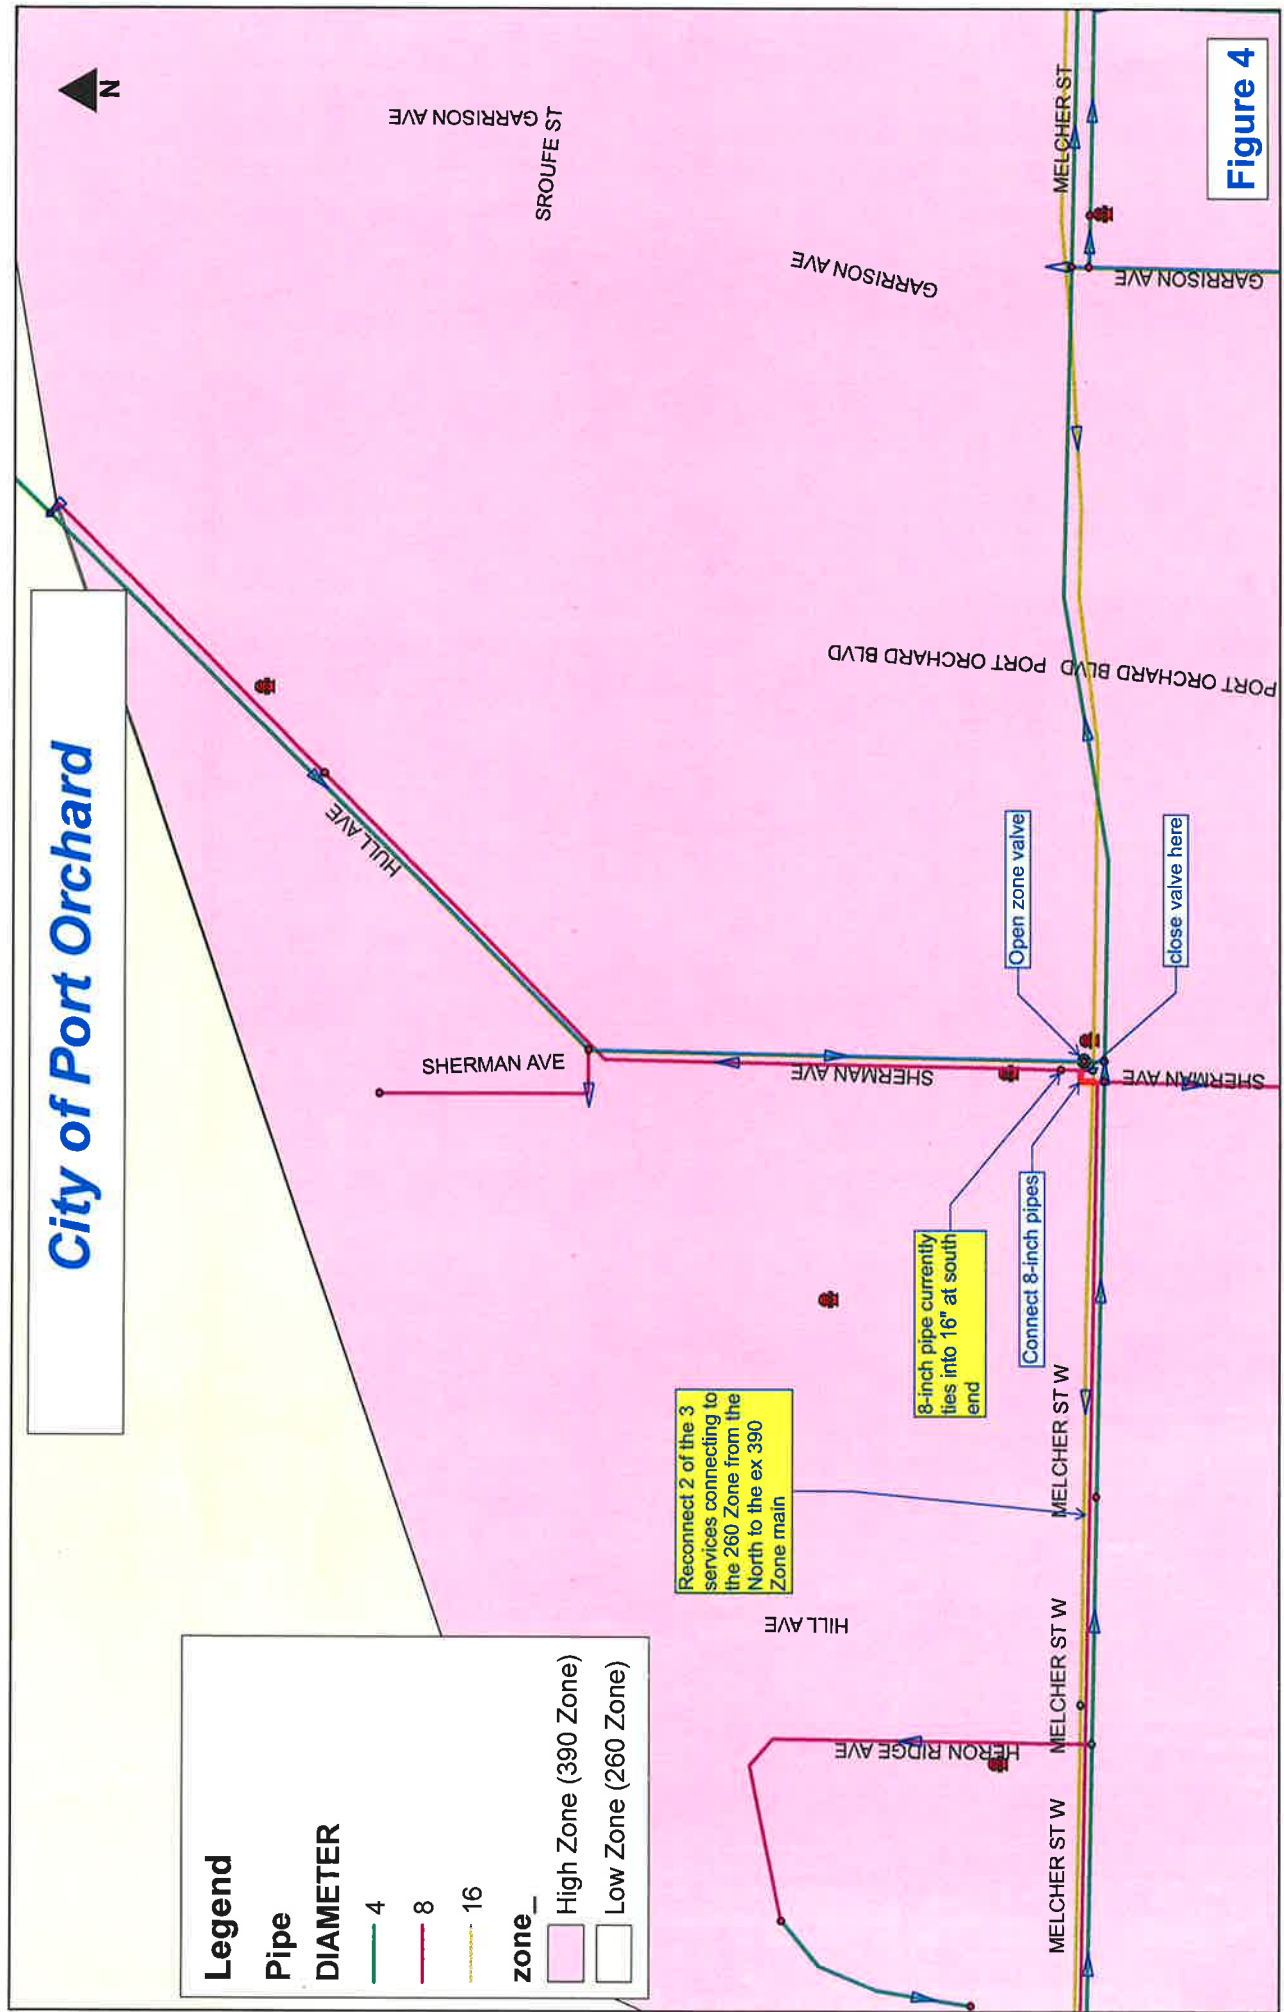 City of Port Orchard
N
Legend
Pipe
DIAMETER
4
8
16
zone_
High Zone (390 Zone)
Low Zone (260 Zone)
HULL AVE
GARRISON AVE
SROUFE ST
SHERMAN AVE
GARRISON AVE
HILL AVE
Reconnect 2 of the 3
services connecting to
the 260 Zone from the
North to the ex 390
Zone main
SHERMAN AVE
PORT ORCHARD BLVD
HERON RIDGE AVE
8-inch pipe currently
ties into 16" at south
end
Open zone valve
Connect 8-inch pipes
MELCHER ST W
MELCHER ST W
MELCHER ST W
MELCHER ST
PORT ORCHARD BLVD
SHERMAN AVE
close valve here
GARRISON AVE
Figure 4